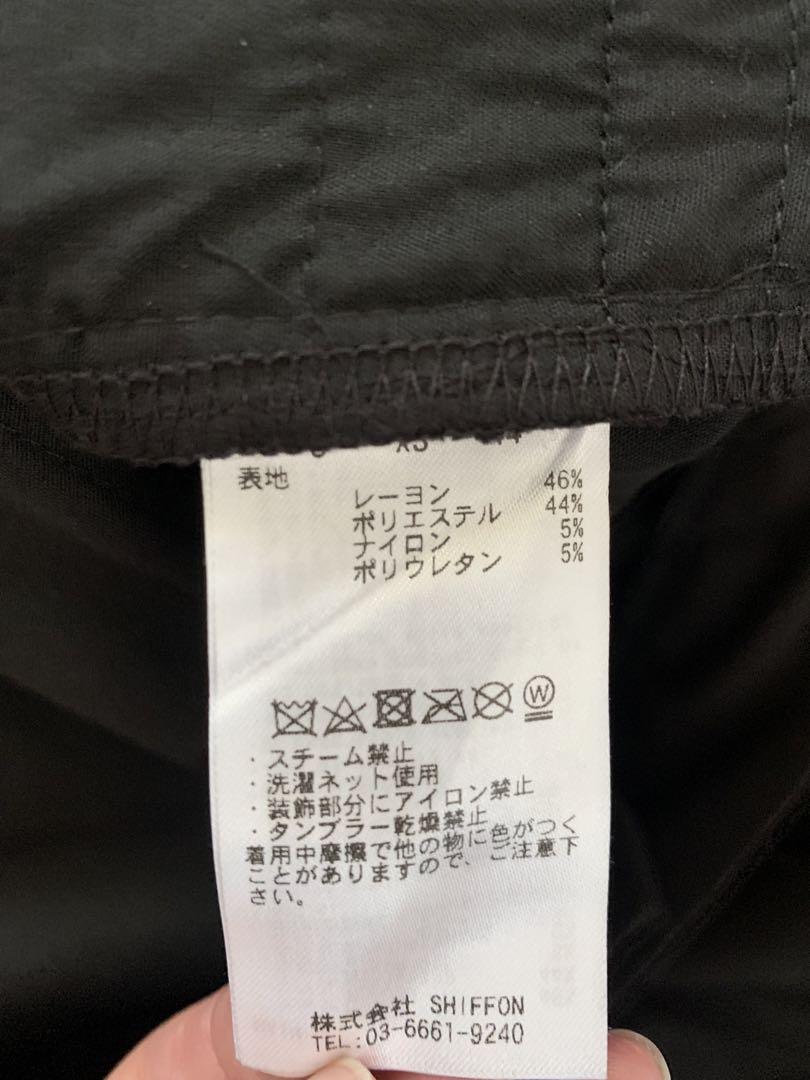 表地
レーヨン 46%
ポリエステル 44%
ナイロン 5%
ポリウレタン 5%
W
・スチーム禁止
・洗濯ネット使用
・装飾部分にアイロン禁止
・タンブラー乾燥禁止
着用中摩擦で他の物に色がつく
ことがありますので、ご注意下
さい。
株式会社 SHIFFON
TEL:03-6661-9240